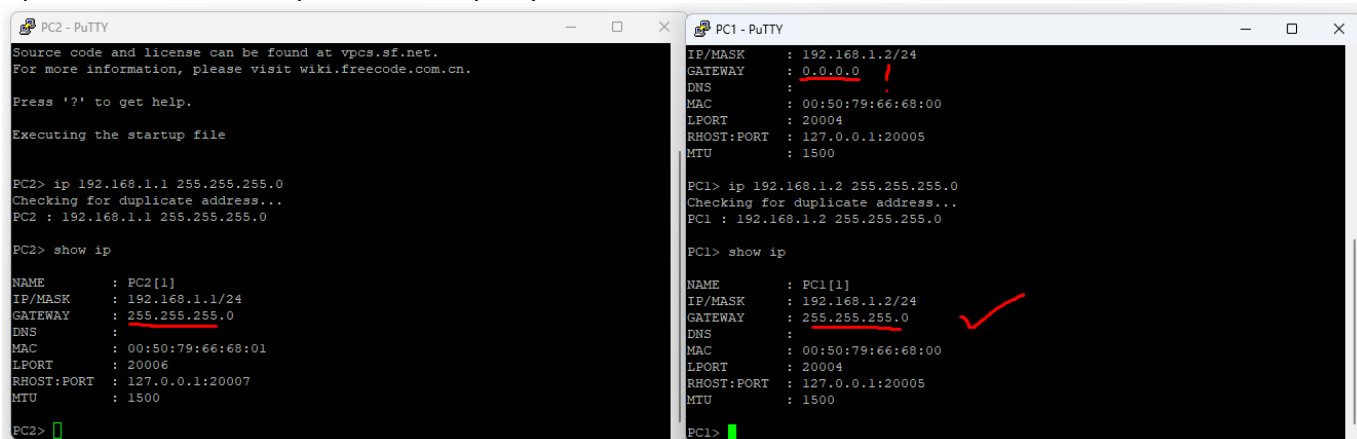 PC2 - PuTTY
Source code and license can be found at vpcs.sf.net.
For more information, please visit wiki.freecode.com.cn.
Press '?' to get help.
Executing the startup file
PC2> ip 192.168.1.1 255.255.255.0
Checking for duplicate address...
PC2 : 192.168.1.1 255.255.255.0
PC2> show ip
NAME        : PC2[1]
IP/MASK     : 192.168.1.1/24
GATEWAY     : 255.255.255.0
DNS         :
MAC         : 00:50:79:66:68:01
LPORT       : 20006
RHOST:PORT  : 127.0.0.1:20007
MTU         : 1500
PC2>
PC1 - PuTTY
IP/MASK     : 192.168.1.2/24
GATEWAY     : 0.0.0.0 !
DNS         :
MAC         : 00:50:79:66:68:00
LPORT       : 20004
RHOST:PORT  : 127.0.0.1:20005
MTU         : 1500
PC1> ip 192.168.1.2 255.255.255.0
Checking for duplicate address...
PC1 : 192.168.1.2 255.255.255.0
PC1> show ip
NAME        : PC1[1]
IP/MASK     : 192.168.1.2/24
GATEWAY     : 255.255.255.0
DNS         :
MAC         : 00:50:79:66:68:00
LPORT       : 20004
RHOST:PORT  : 127.0.0.1:20005
MTU         : 1500
PC1>